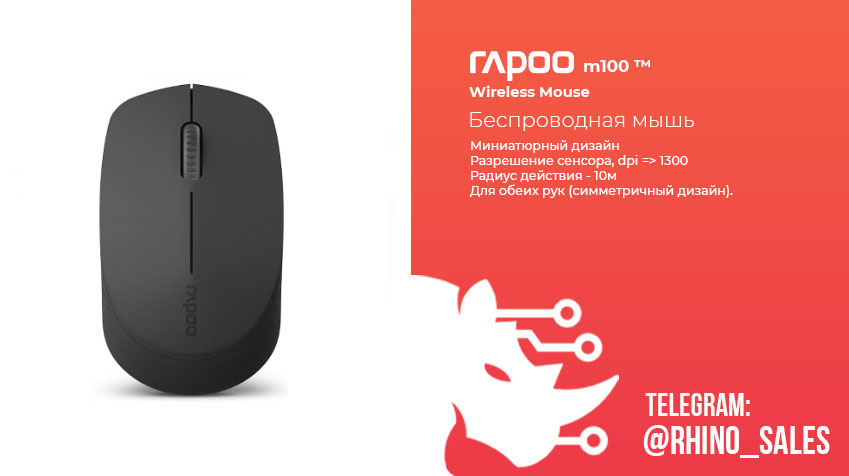 rapoo
rapoo m100 ™
Wireless Mouse
Беспроводная мышь
Миниатюрный дизайн
Разрешение сенсора, dpi => 1300
Радиус действия - 10м
Для обеих рук (симметричный дизайн).
TELEGRAM:
@RHINO_SALES